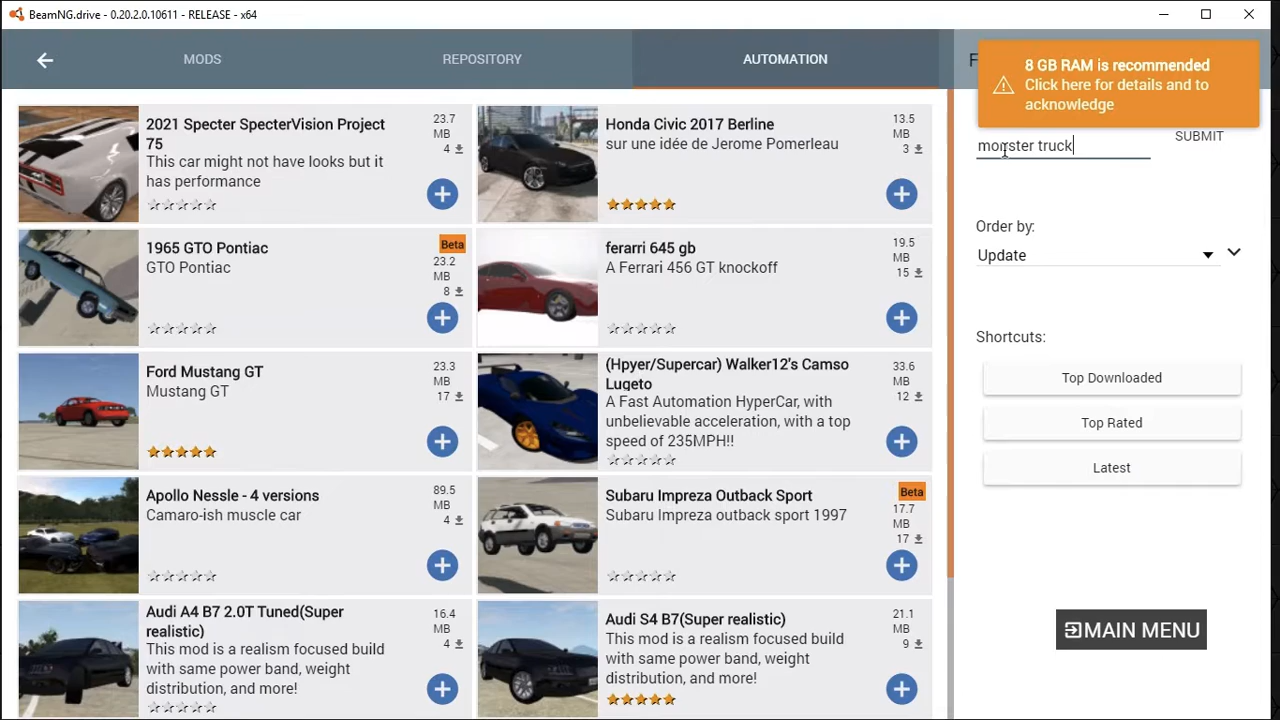 BeamNG.drive - 0.20.2.0.10611 - RELEASE - x64
MODS
REPOSITORY
AUTOMATION
F
8 GB RAM is recommended
Click here for details and to
acknowledge
monster truck
SUBMIT
Order by:
Update
Shortcuts:
Top Downloaded
Top Rated
Latest
MAIN MENU
2021 Specter SpecterVision Project
75
This car might not have looks but it
has performance
23.7
MB
4
Honda Civic 2017 Berline
sur une idée de Jerome Pomerleau
13.5
MB
3
1965 GTO Pontiac
GTO Pontiac
Beta
23.2
MB
8
ferarri 645 gb
A Ferrari 456 GT knockoff
19.5
MB
15
Ford Mustang GT
Mustang GT
23.3
MB
17
(Hpyer/Supercar) Walker12's Camso
Lugeto
A Fast Automation HyperCar, with
unbelievable acceleration, with a top
speed of 235MPH!!
33.6
MB
12
Apollo Nessle - 4 versions
Camaro-ish muscle car
89.5
MB
4
Subaru Impreza Outback Sport
Subaru Impreza outback sport 1997
Beta
17.7
MB
17
Audi A4 B7 2.0T Tuned(Super
realistic)
This mod is a realism focused build
with same power band, weight
distribution, and more!
16.4
MB
4
Audi S4 B7(Super realistic)
This mod is a realism focused build
with same power band, weight
distribution, and more!
21.1
MB
9